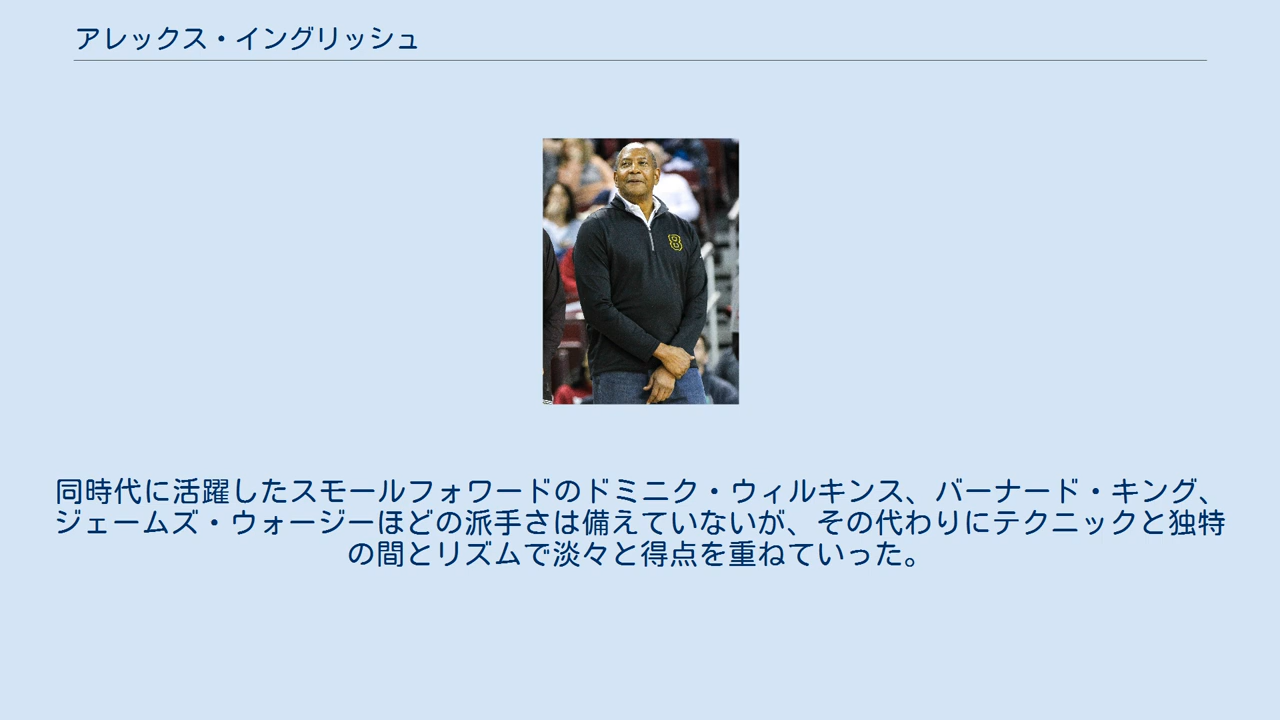 アレックス・イングリッシュ
8
同時代に活躍したスモールフォワードのドミニク・ウィルキンス、バーナード・キング、
ジェームズ・ウォージーほどの派手さは備えていないが、その代わりにテクニックと独特
の間とリズムで淡々と得点を重ねていった。